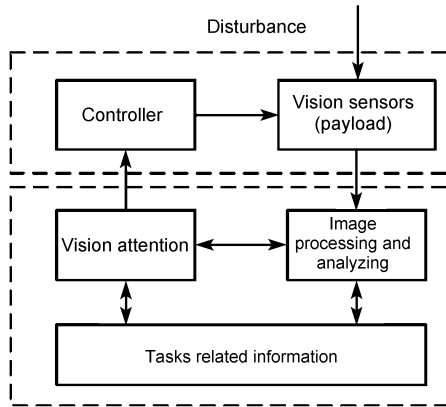 Disturbance
Controller
Vision sensors
(payload)
Vision attention
Image
processing and
analyzing
Tasks related information